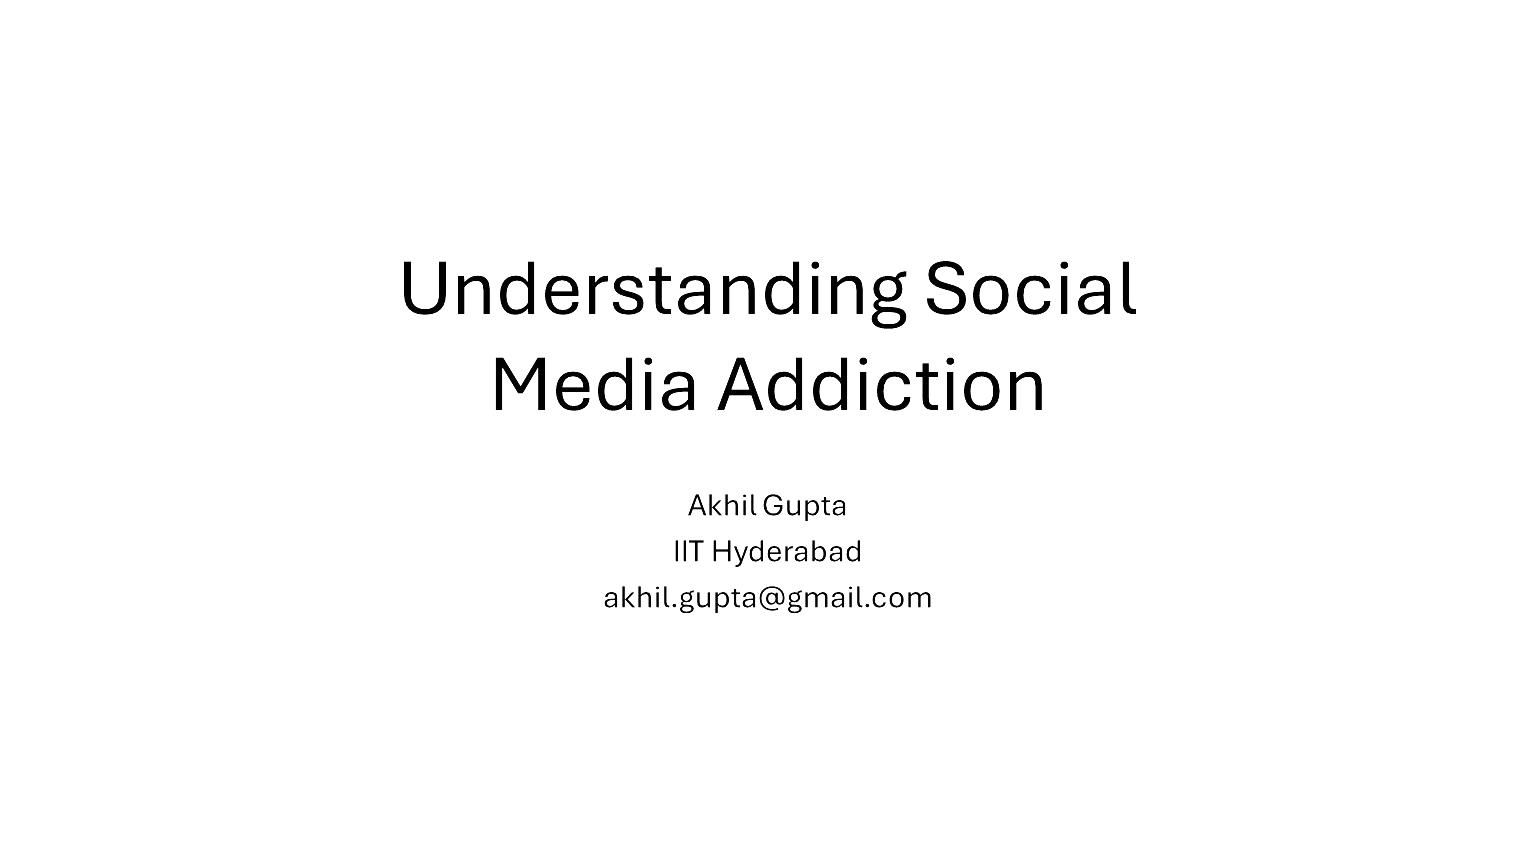 Understanding Social
Media Addiction
Akhil Gupta
IIT Hyderabad
akhil.gupta@gmail.com